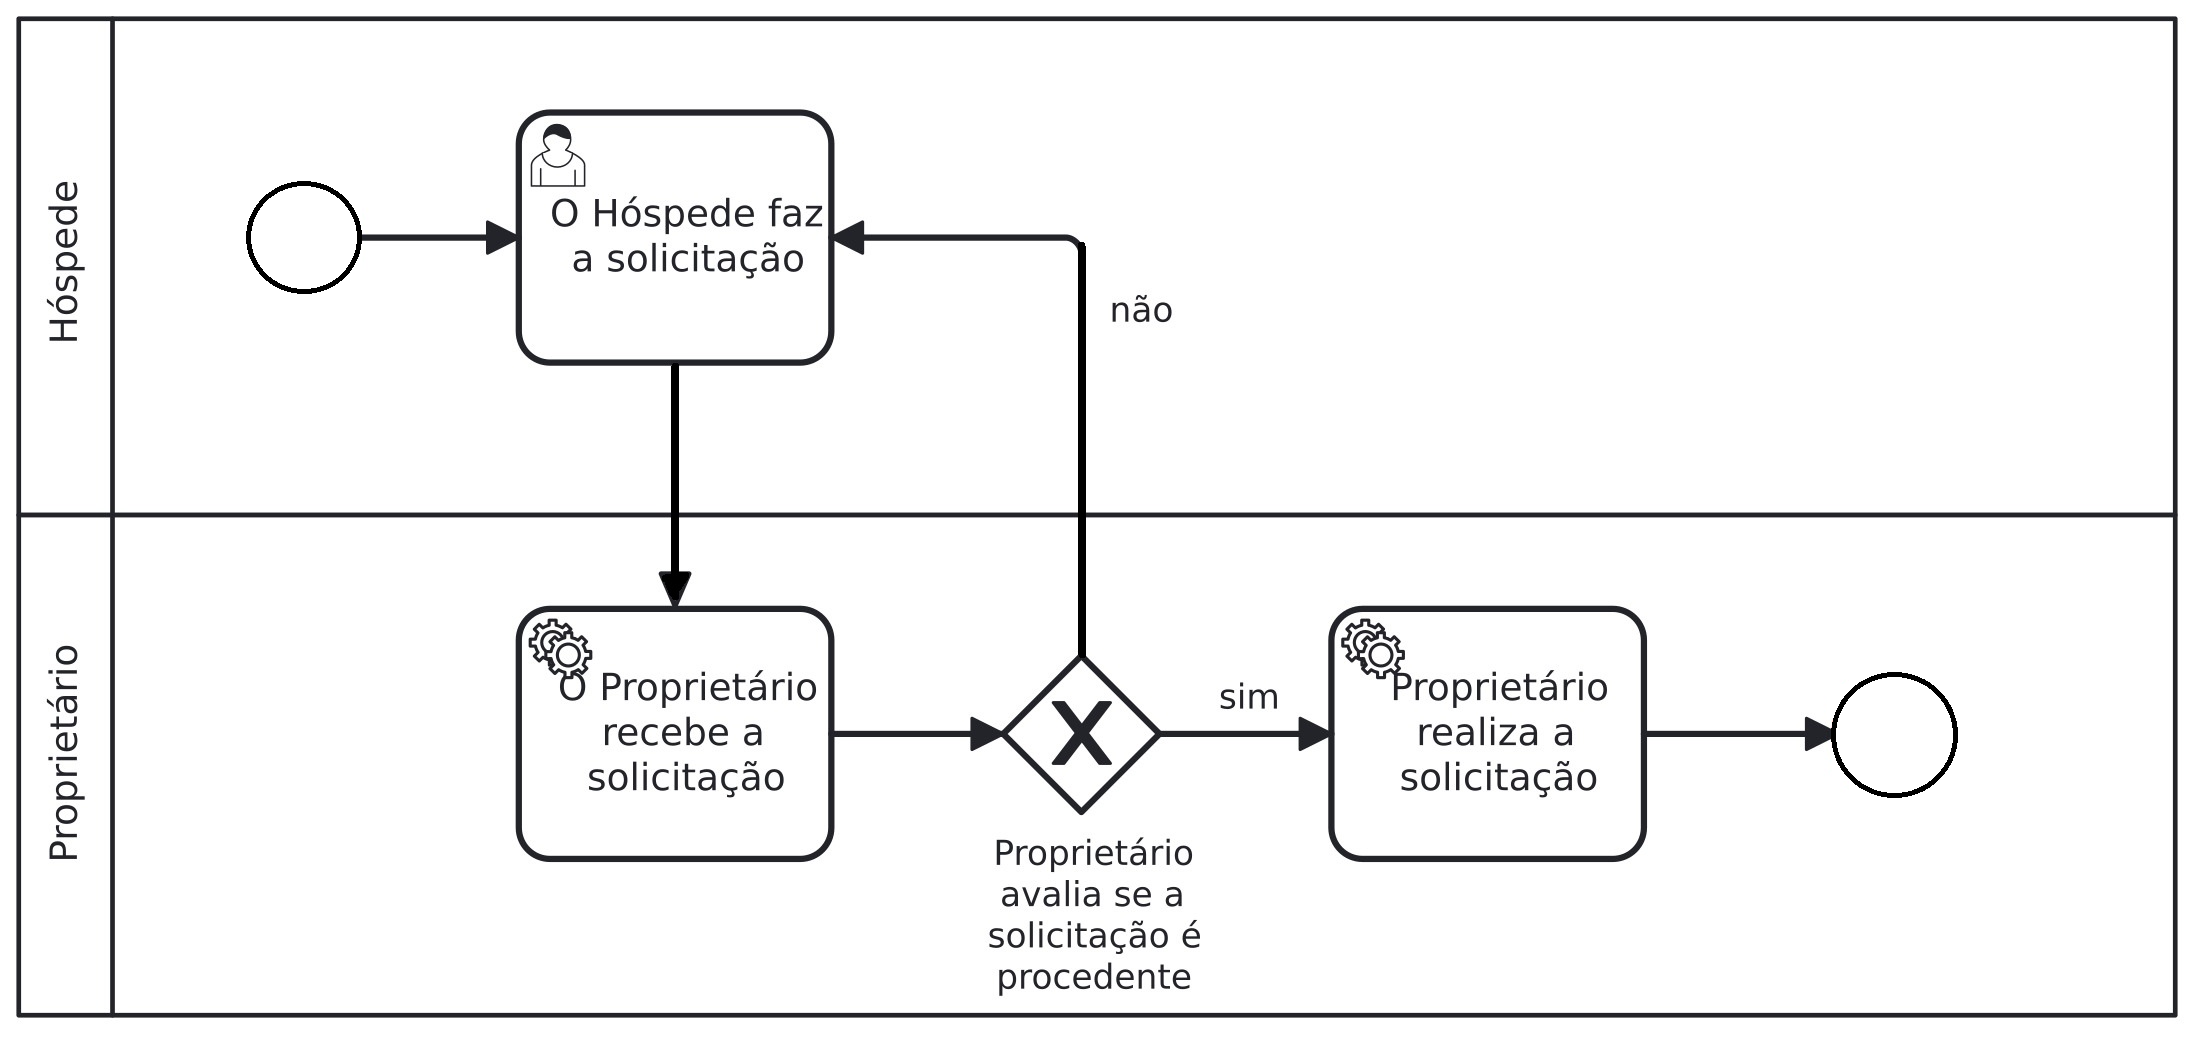 Hóspede
O Hóspede faz
a solicitação
não
Proprietário
O Proprietário
recebe a
solicitação
Proprietário
avalia se a
solicitação é
procedente
sim
Proprietário
realiza a
solicitação